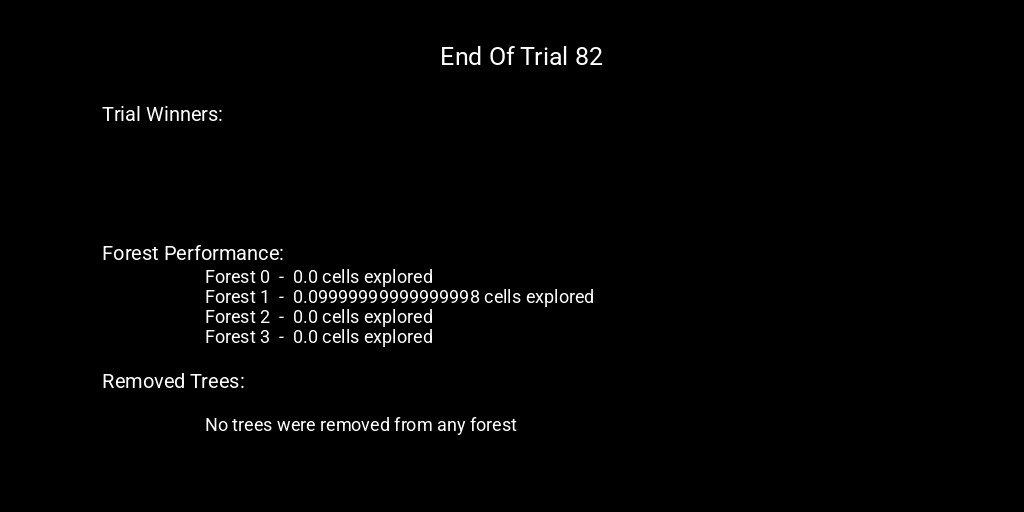 End Of Trial 82
Trial Winners:
Forest Performance:
Forest 0 - 0.0 cells explored
Forest 1 - 0.09999999999999998 cells explored
Forest 2 - 0.0 cells explored
Forest 3 - 0.0 cells explored
Removed Trees:
No trees were removed from any forest